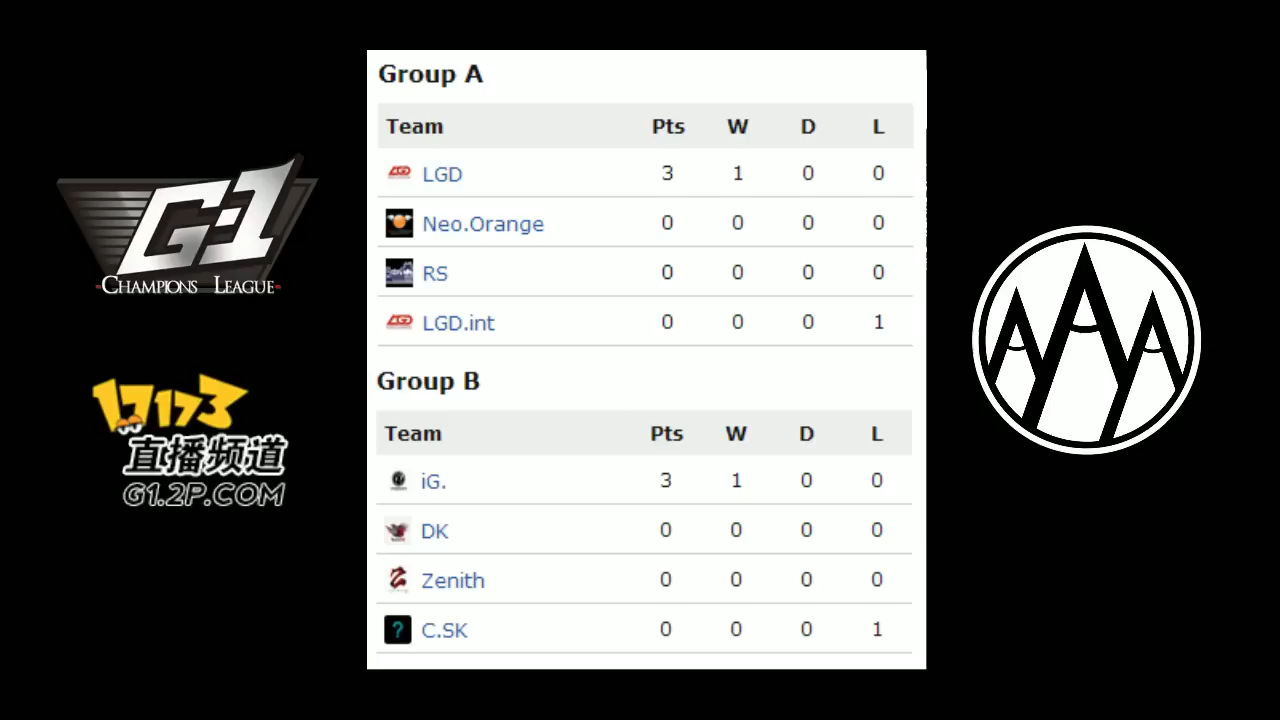 G-1
CHAMPIONS LEAGUE
17173
直播频道
G1.2P.COM
Group A
Team Pts W D L
LGD LGD 3 1 0 0
Neo.Orange 0 0 0 0
RS 0 0 0 0
LGD LGD.int 0 0 0 1
Group B
Team Pts W D L
iG. 3 1 0 0
DK 0 0 0 0
Zenith 0 0 0 0
? C.SK 0 0 0 1